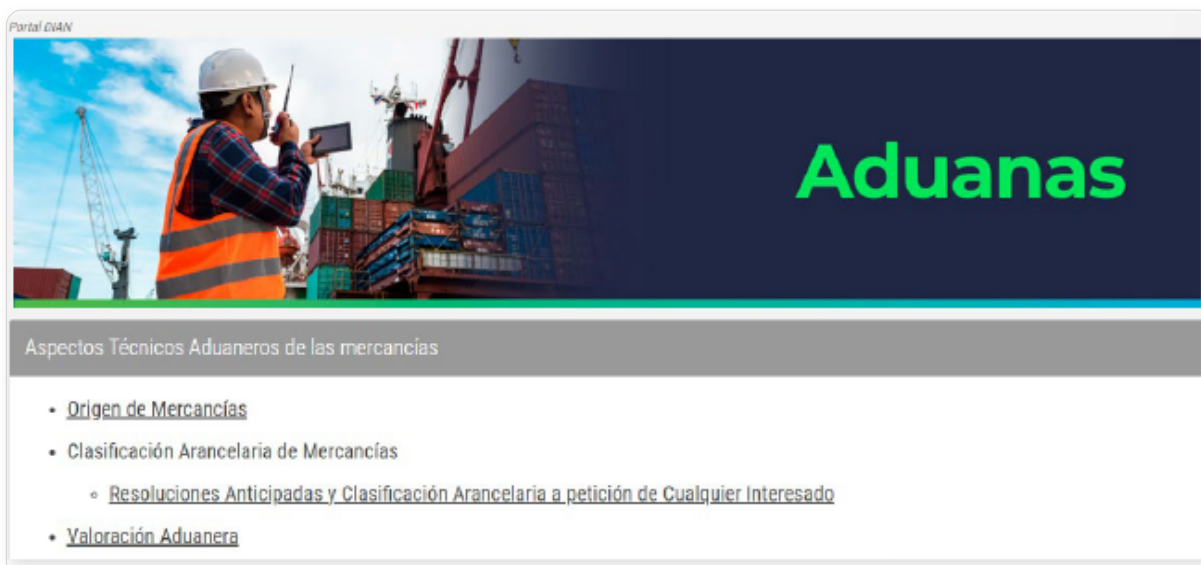 Portal DIAN
Aduanas
Aspectos Técnicos Aduaneros de las mercancías
• Origen de Mercancías
• Clasificación Arancelaria de Mercancías
◦ Resoluciones Anticipadas y Clasificación Arancelaria a petición de Cualquier Interesado
• Valoración Aduanera